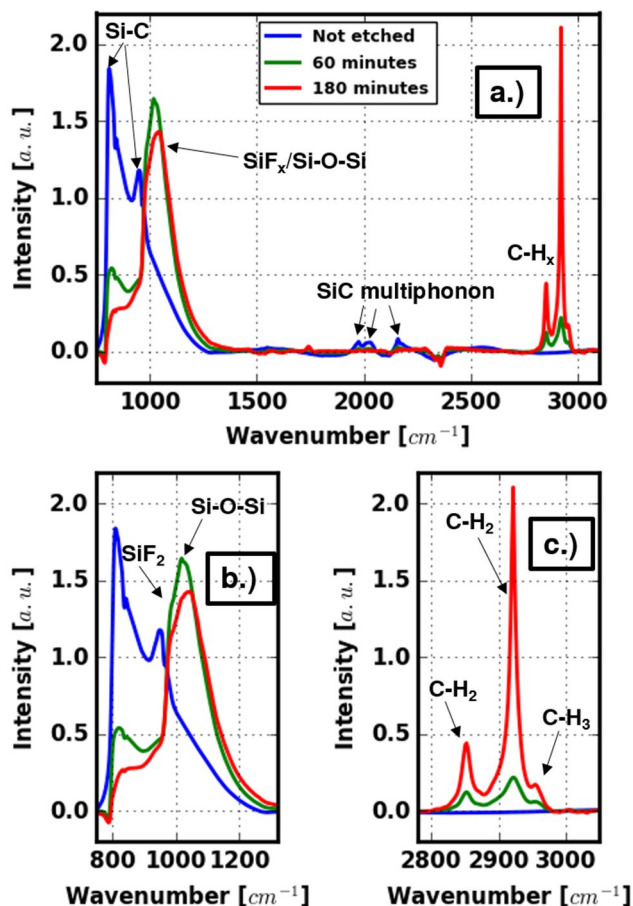 Si-C
Not etched
60 minutes
180 minutes
a.)
SiFx/Si-O-Si
SiC multiphonon
C-Hx
Intensity [a. u.]
2.0
1.5
1.0
0.5
0.0
1000
1500
2000
2500
3000
Wavenumber [cm⁻¹]
Si-O-Si
SiF2
b.)
Intensity [a. u.]
2.0
1.5
1.0
0.5
0.0
800
1000
1200
Wavenumber [cm⁻¹]
C-H2
c.)
C-H2
C-H3
Intensity [a. u.]
2.0
1.5
1.0
0.5
0.0
2800
2900
3000
Wavenumber [cm⁻¹]